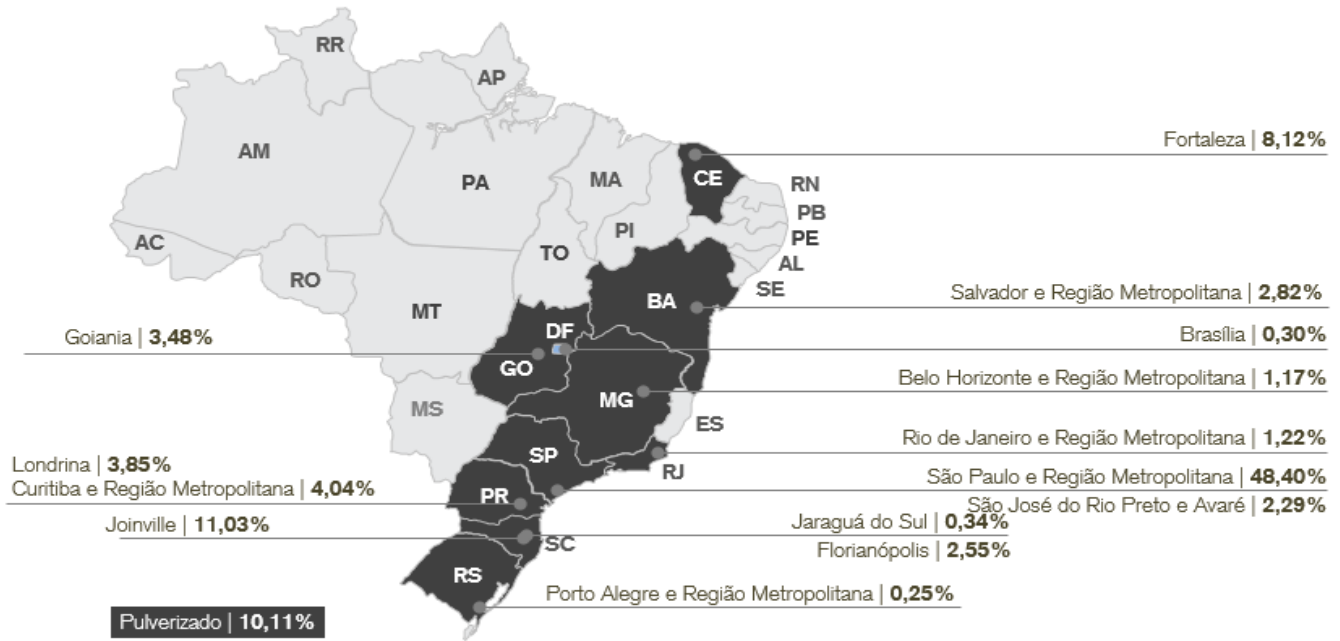 RR
AP
AM
PA
MA
CE
Fortaleza | 8,12%
RN
PB
PE
AL
SE
PI
TO
AC
RO
MT
BA
Salvador e Região Metropolitana | 2,82%
Goiania | 3,48%
DF
Brasília | 0,30%
GO
Belo Horizonte e Região Metropolitana | 1,17%
MG
MS
ES
Rio de Janeiro e Região Metropolitana | 1,22%
SP
RJ
São Paulo e Região Metropolitana | 48,40%
São José do Rio Preto e Avaré | 2,29%
Londrina | 3,85%
Curitiba e Região Metropolitana | 4,04%
PR
Joinville | 11,03%
Jaraguá do Sul | 0,34%
Florianópolis | 2,55%
SC
RS
Porto Alegre e Região Metropolitana | 0,25%
Pulverizado | 10,11%